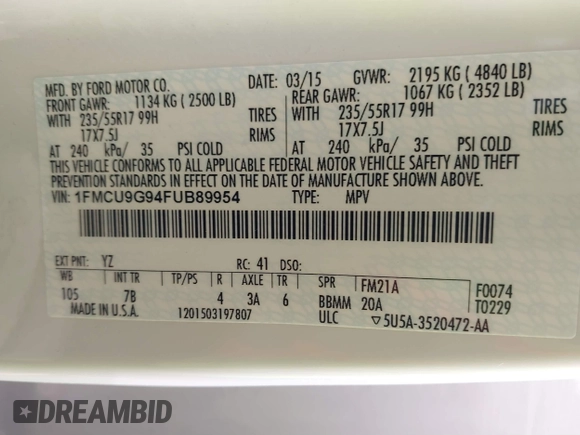 MFD. BY FORD MOTOR CO. DATE: 03/15 GVWR: 2195 KG ( 4840 LB)
FRONT GAWR: 1134 KG ( 2500 LB) REAR GAWR: 1067 KG ( 2352 LB)
WITH 235/55R17 99H TIRES WITH 235/55R17 99H TIRES
17X7.5J RIMS 17X7.5J RIMS
AT 240 kPa/ 35 PSI COLD AT 240 kPa/ 35 PSI COLD
THIS VEHICLE CONFORMS TO ALL APPLICABLE FEDERAL MOTOR VEHICLE SAFETY AND THEFT
PREVENTION STANDARDS IN EFFECT ON THE DATE OF MANUFACTURE SHOWN ABOVE.
VIN: 1FMCU9G94FUB89954 TYPE: MPV
EXT PNT: YZ RC: 41 DSO:
WB INT TR TP/PS R AXLE TR SPR FM21A F0074
105 7B 4 3A 6 BBMM 20A T0229
MADE IN U.S.A. 1201503197807 ULC ▽5U5A-3520472-AA
DREAMBID